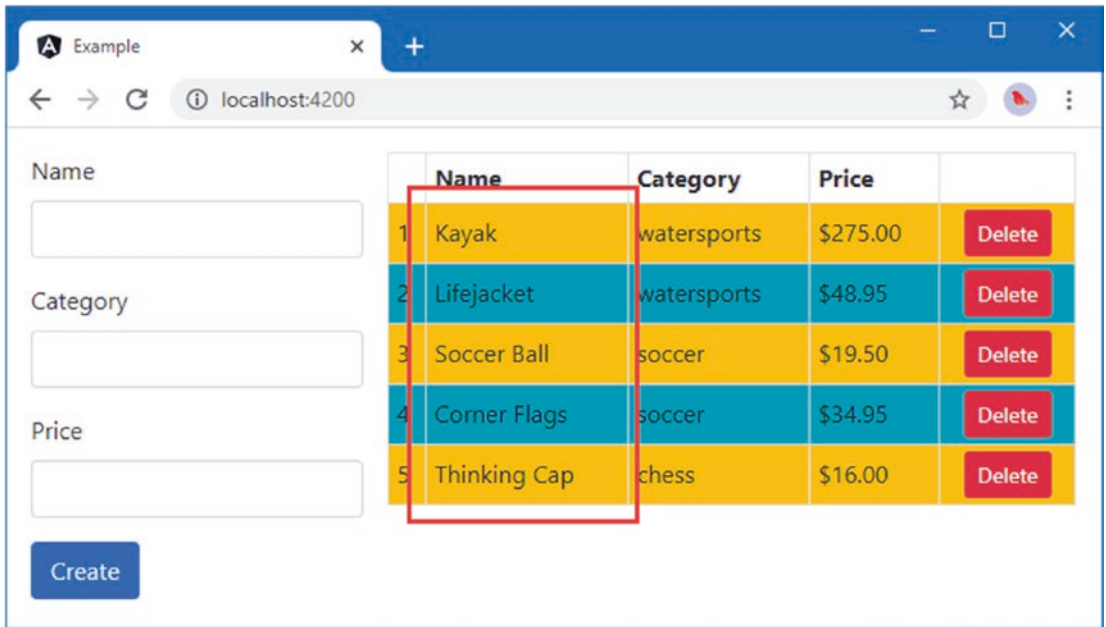 Example
localhost:4200
Name
Category
Price
Create
Name Category Price
1 Kayak watersports $275.00 Delete
2 Lifejacket watersports $48.95 Delete
3 Soccer Ball soccer $19.50 Delete
4 Corner Flags soccer $34.95 Delete
5 Thinking Cap chess $16.00 Delete